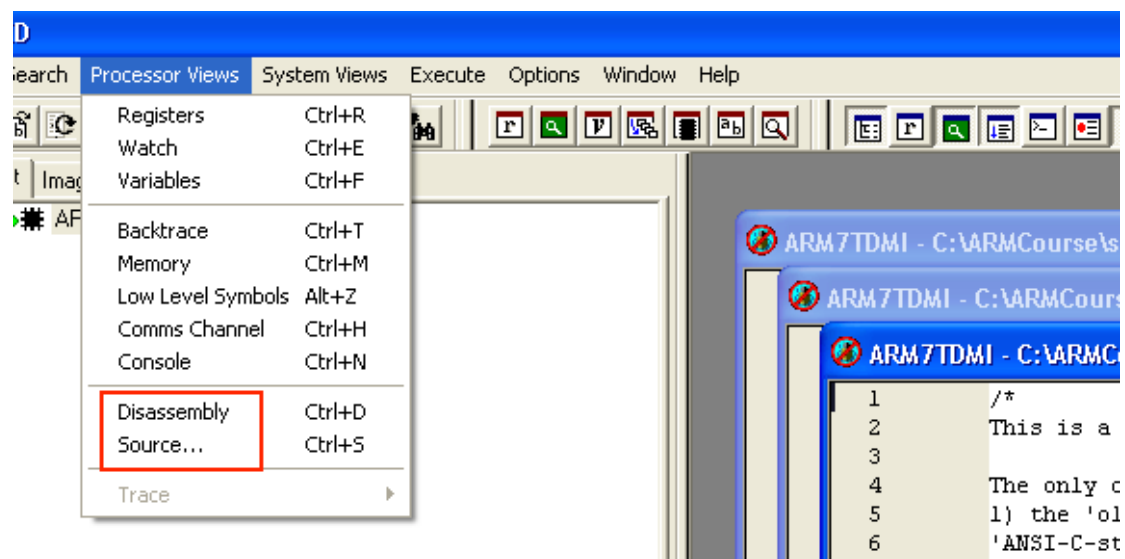 D
Search Processor Views System Views Execute Options Window Help
Registers Ctrl+R
Watch Ctrl+E
Variables Ctrl+F
Backtrace Ctrl+T
Memory Ctrl+M
Low Level Symbols Alt+Z
Comms Channel Ctrl+H
Console Ctrl+N
Disassembly Ctrl+D
Source... Ctrl+S
Trace
t Imag
AF
ARM7TDMI - C:\ARMCourse\s
ARM7TDMI - C:\ARMCours
ARM7TDMI - C:\ARMCo
1 /*
2 This is a
3
4 The only c
5 1) the 'ol
6 'ANSI-C-st